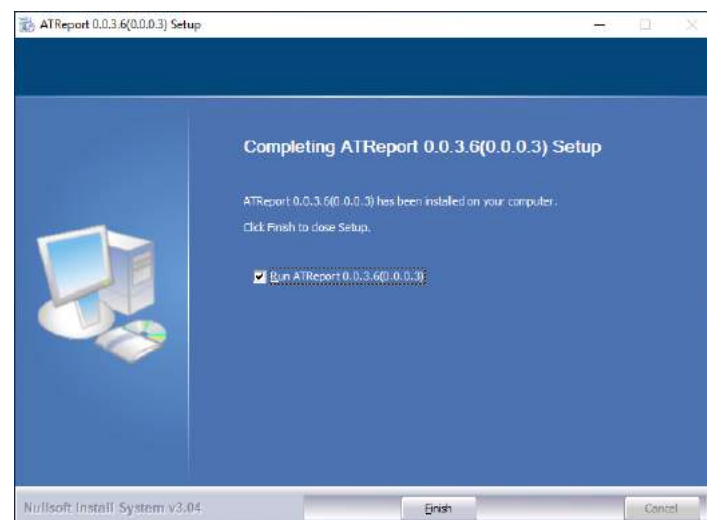 ATReport 0.0.3.6(0.0.0.3) Setup
Completing ATReport 0.0.3.6(0.0.0.3) Setup
ATReport 0.0.3.6(0.0.0.3) has been installed on your computer.
Click Finish to close Setup.
Run ATReport 0.0.3.6(0.0.0.3)
Nullsoft Install System v3.04
Finish
Cancel